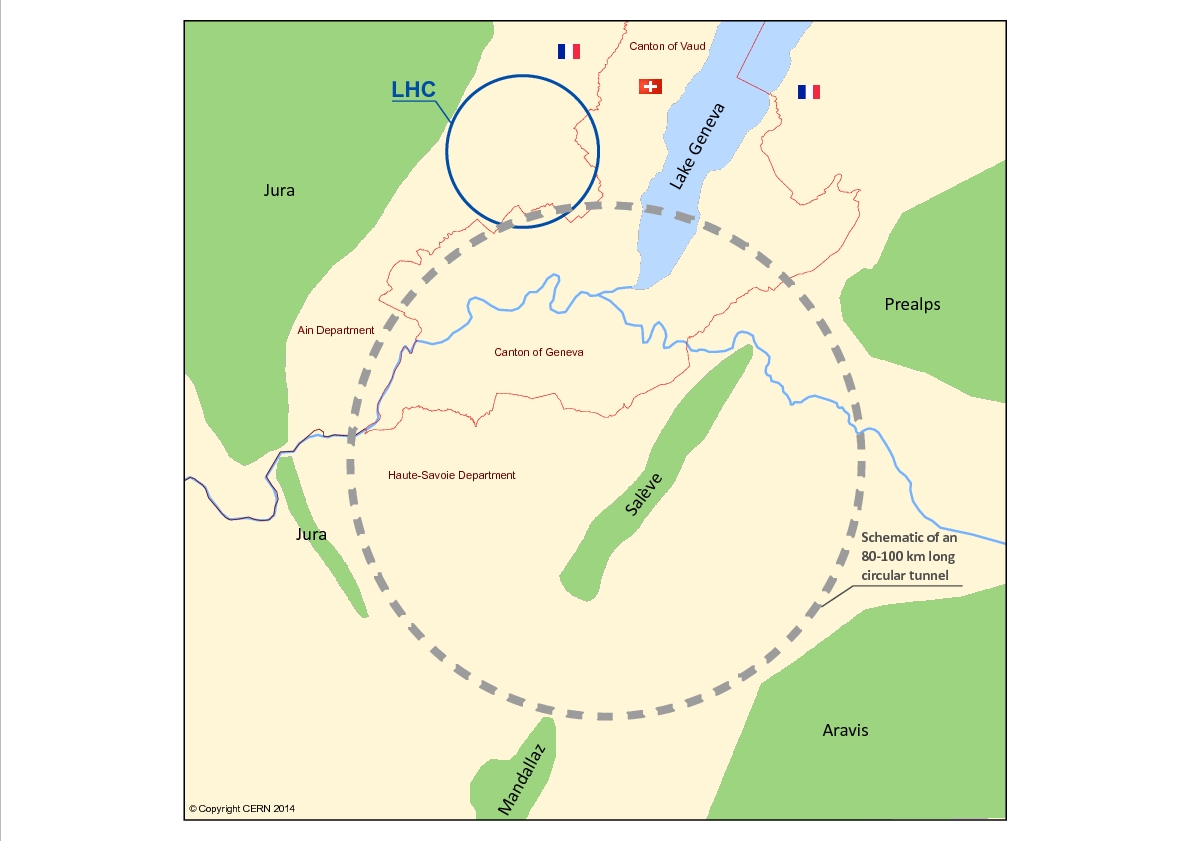 Canton of Vaud
LHC
Lake Geneva
Jura
Prealps
Ain Department
Canton of Geneva
Haute-Savoie Department
Salève
Jura
Schematic of an
80-100 km long
circular tunnel
Aravis
Mandallaz
© Copyright CERN 2014